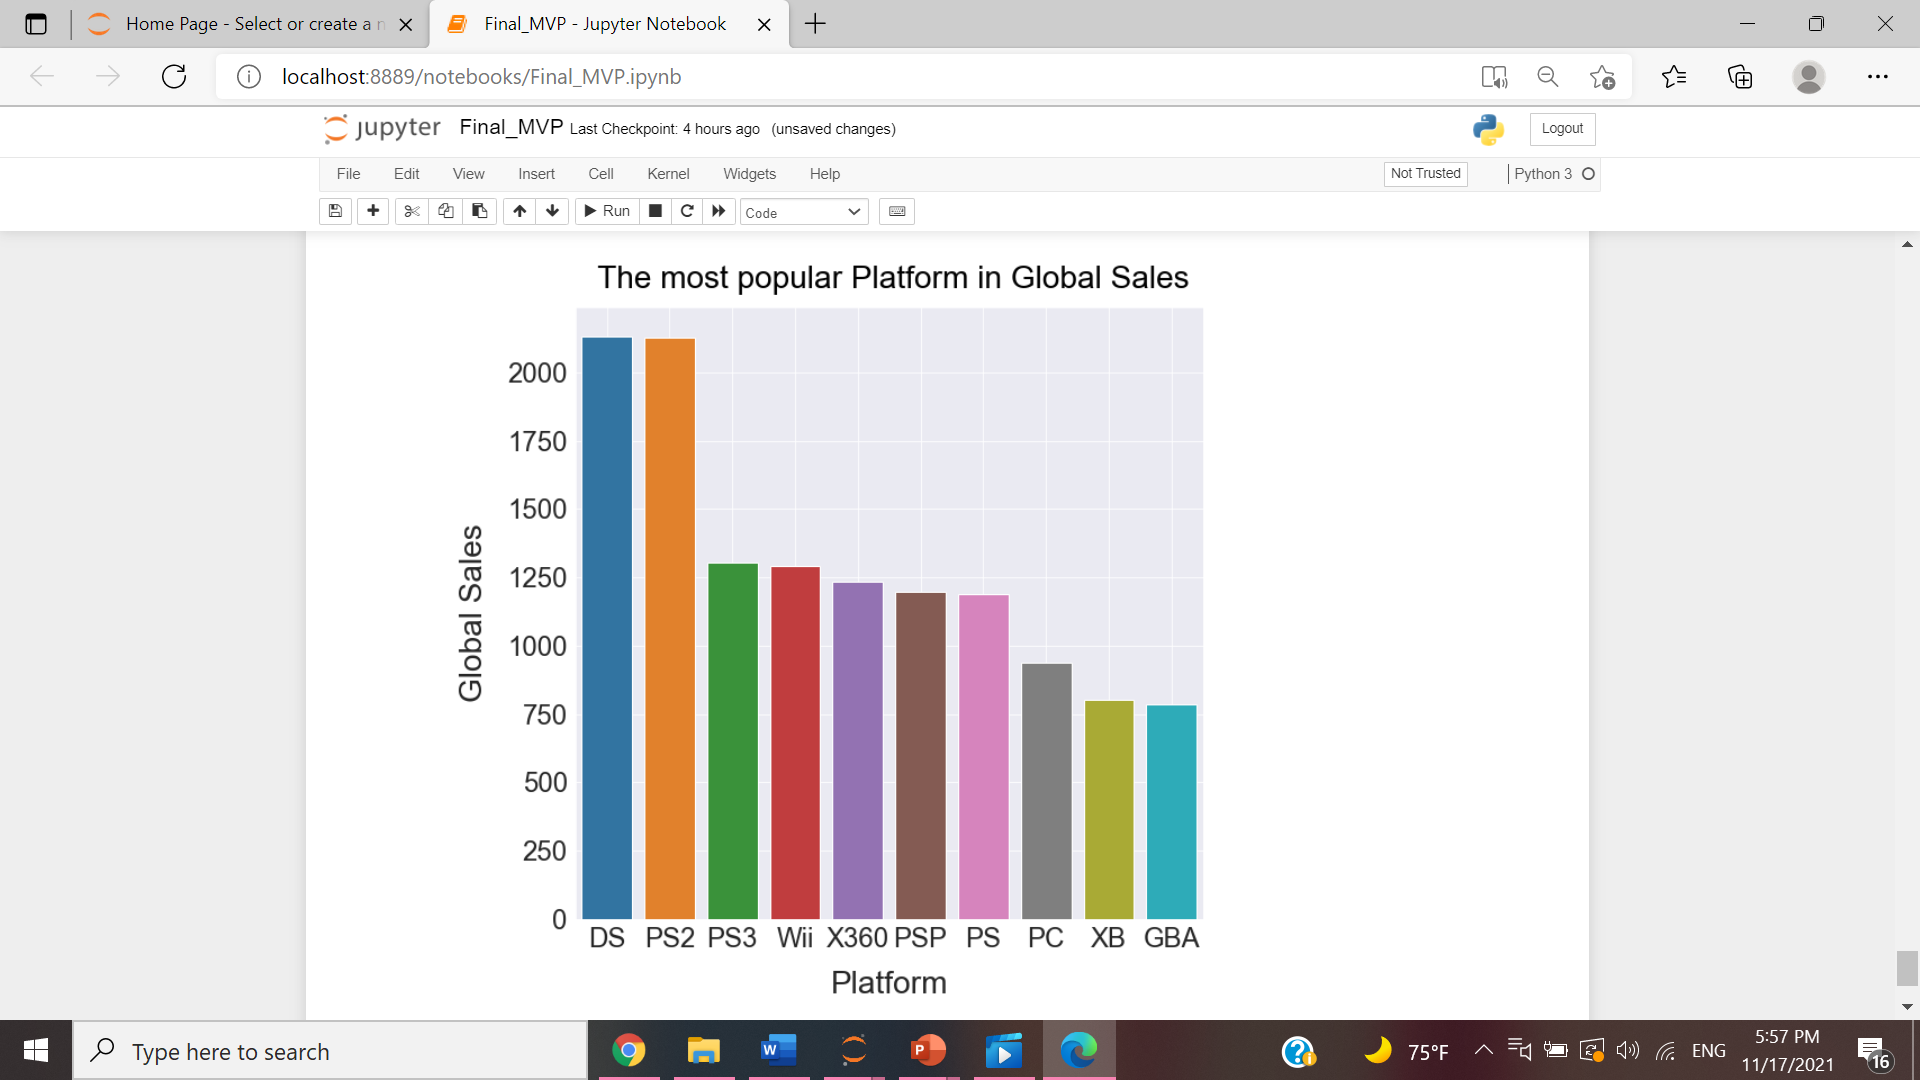 Home Page - Select or create a n
Final_MVP - Jupyter Notebook
localhost:8889/notebooks/Final_MVP.ipynb
jupyter Final_MVP Last Checkpoint: 4 hours ago (unsaved changes)
Logout
File Edit View Insert Cell Kernel Widgets Help
Not Trusted
Python 3
Run
Code
The most popular Platform in Global Sales
2000
1750
1500
1250
1000
750
500
250
0
Global Sales
DS PS2 PS3 Wii X360 PSP PS PC XB GBA
Platform
Type here to search
W
P
75°F
ENG
5:57 PM
11/17/2021
16